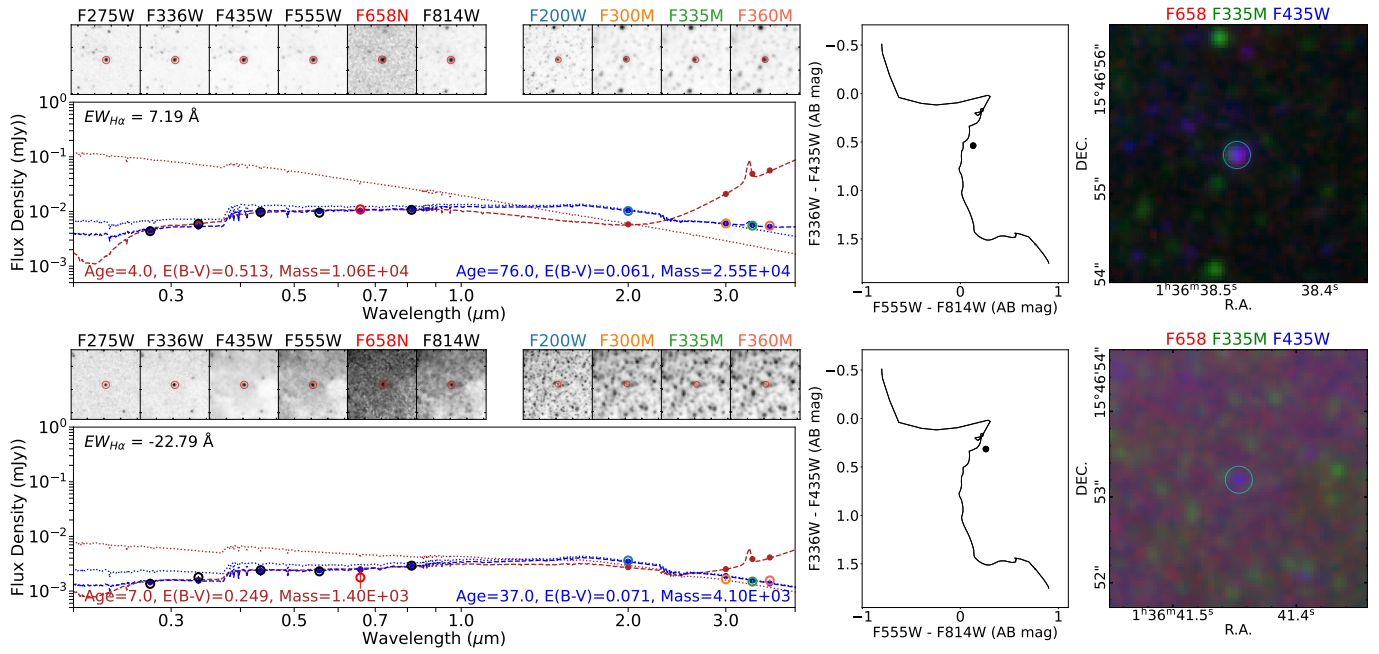 F275W F336W F435W F555W F658N F814W
F200W F300M F335M F360M
EW_Hα = 7.19 Å
10^0
10^-1
10^-2
10^-3
Flux Density (mJy))
Age=4.0, E(B-V)=0.513, Mass=1.06E+04
Age=76.0, E(B-V)=0.061, Mass=2.55E+04
0.3 0.5 0.7 1.0 2.0 3.0
Wavelength (μm)
−0.5
0.0
0.5
1.0
1.5
F336W - F435W (AB mag)
−1 0 1
F555W - F814W (AB mag)
F658 F335M F435W
15°46'56"
55"
54"
DEC.
1h36m38.5s 38.4s
R.A.
F275W F336W F435W F555W F658N F814W
F200W F300M F335M F360M
EW_Hα = -22.79 Å
10^0
10^-1
10^-2
10^-3
Flux Density (mJy))
Age=7.0, E(B-V)=0.249, Mass=1.40E+03
Age=37.0, E(B-V)=0.071, Mass=4.10E+03
0.3 0.5 0.7 1.0 2.0 3.0
Wavelength (μm)
−0.5
0.0
0.5
1.0
1.5
F336W - F435W (AB mag)
−1 0 1
F555W - F814W (AB mag)
F658 F335M F435W
15°46'54"
53"
52"
DEC.
1h36m41.5s 41.4s
R.A.